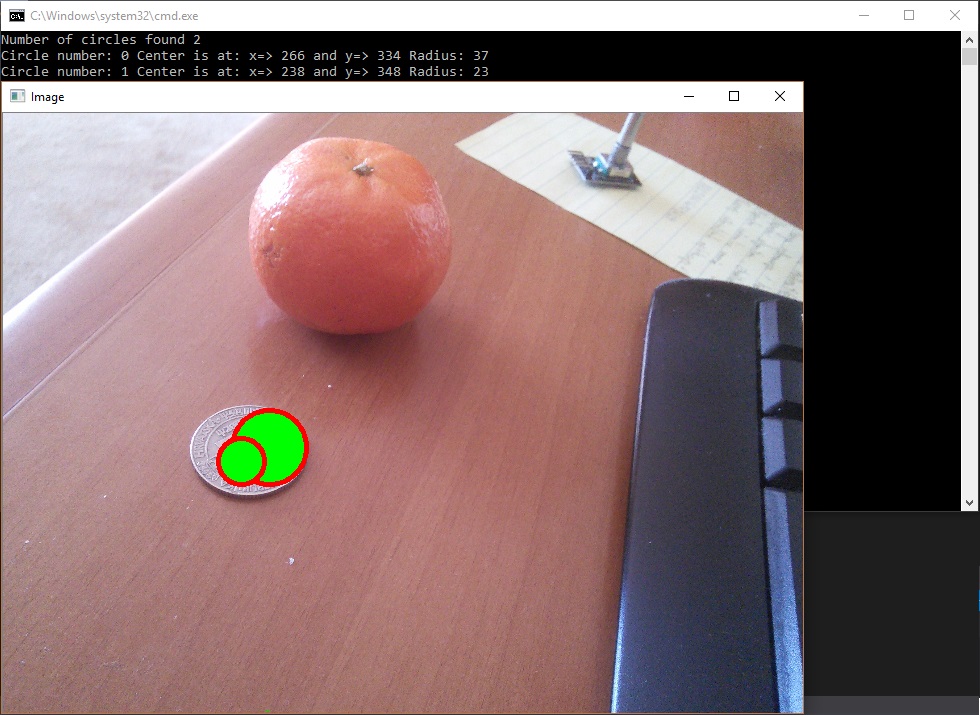 C:\Windows\system32\cmd.exe
Number of circles found 2
Circle number: 0 Center is at: x=> 266 and y=> 334 Radius: 37
Circle number: 1 Center is at: x=> 238 and y=> 348 Radius: 23
Image